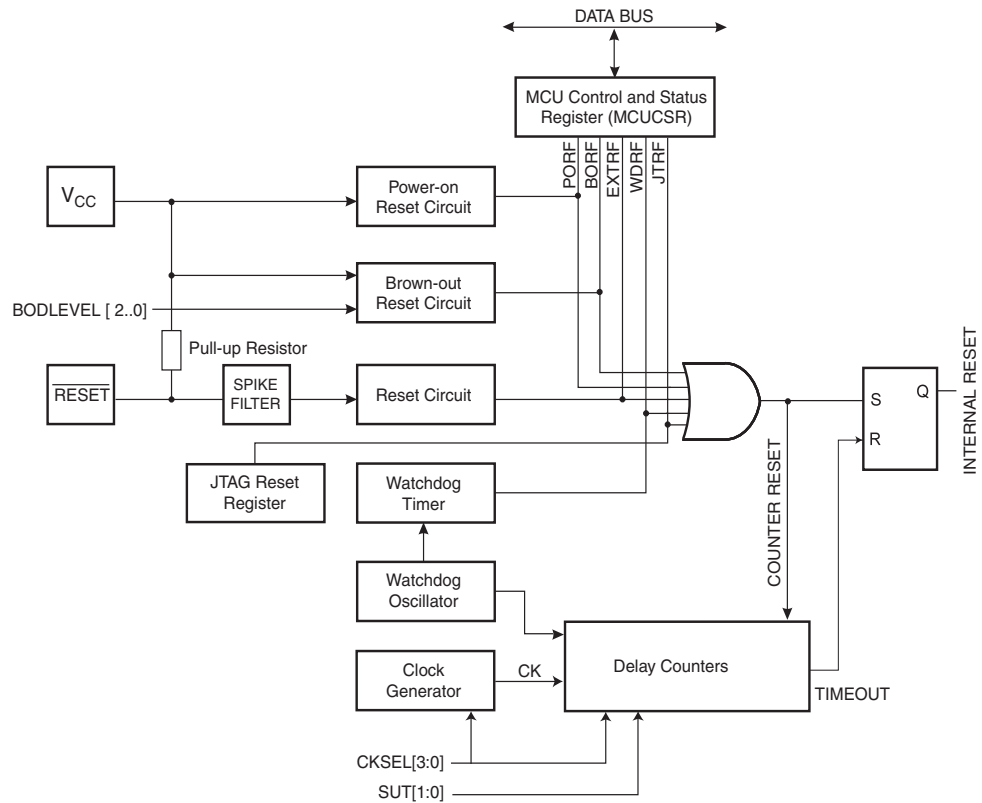 DATA BUS
MCU Control and Status
Register (MCUCSR)
PORF
BORF
EXTRF
WDRF
JTRF
VCC
Power-on
Reset Circuit
Brown-out
Reset Circuit
BODLEVEL [ 2..0]
Pull-up Resistor
RESET
SPIKE
FILTER
Reset Circuit
S
Q
R
INTERNAL RESET
JTAG Reset
Register
Watchdog
Timer
COUNTER RESET
Watchdog
Oscillator
Clock
Generator
CK
Delay Counters
TIMEOUT
CKSEL[3:0]
SUT[1:0]